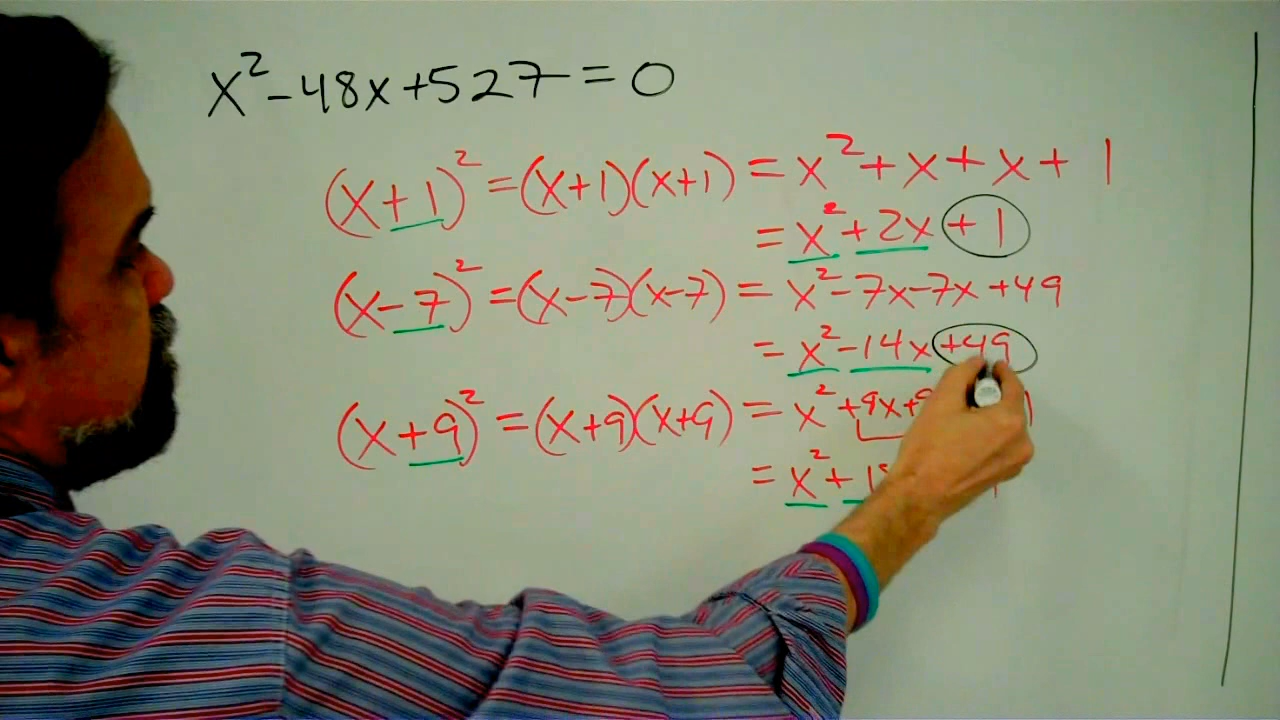 x²-48x+527=0
(x+1)²=(x+1)(x+1)=x²+x+x+1
=x²+2x+1
(x-7)²=(x-7)(x-7)=x²-7x-7x+49
=x²-14x+49
(x+9)²=(x+9)(x+9)=x²+9x+9
=x²+18